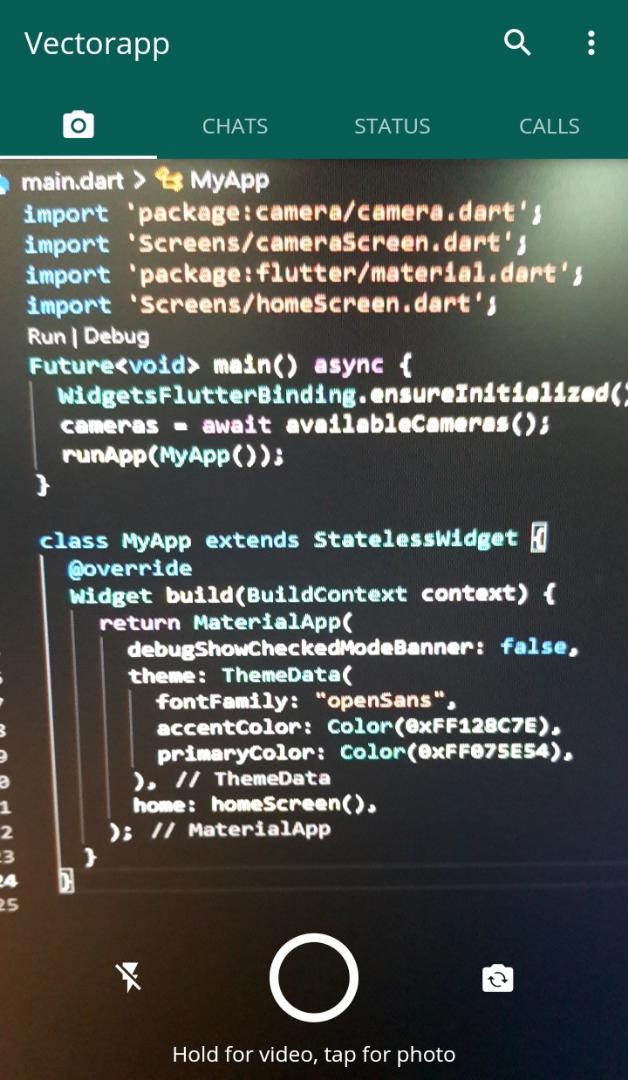 Vectorapp
CHATS STATUS CALLS
main.dart > MyApp
import 'package:camera/camera.dart';
import 'Screens/cameraScreen.dart';
import 'package:flutter/material.dart';
import 'Screens/homeScreen.dart';
Run | Debug
Future<void> main() async {
WidgetsFlutterBinding.ensureInitialized()
cameras = await availableCameras();
runApp(MyApp());
}
class MyApp extends StatelessWidget {
@override
Widget build(BuildContext context) {
return MaterialApp(
debugShowCheckedModeBanner: false,
theme: ThemeData(
fontFamily: "openSans",
accentColor: Color(0xFF128C7E),
primaryColor: Color(0xFF075E54),
), // ThemeData
home: homeScreen(),
); // MaterialApp
23 }
24 }
25
Hold for video, tap for photo